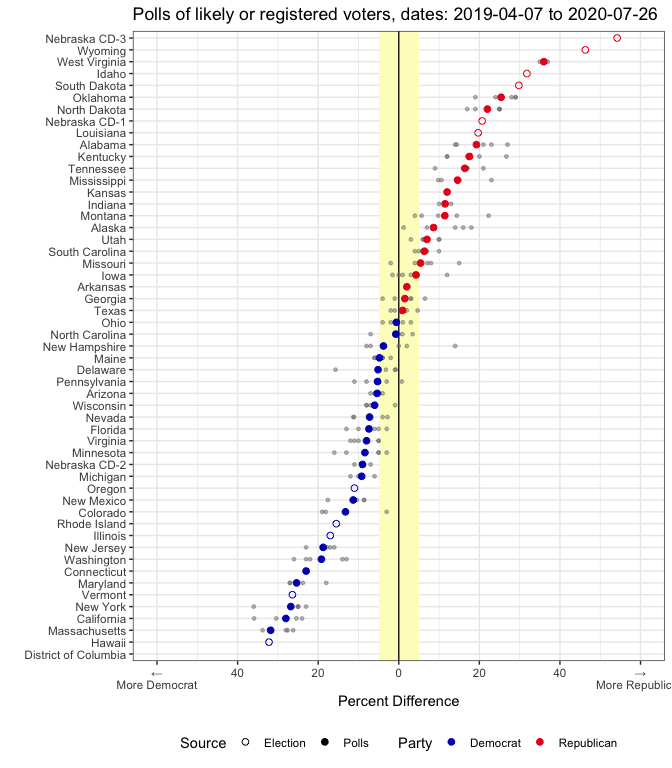 Polls of likely or registered voters, dates: 2019-04-07 to 2020-07-26
Nebraska CD-3
Wyoming
West Virginia
Idaho
South Dakota
Oklahoma
North Dakota
Nebraska CD-1
Louisiana
Alabama
Kentucky
Tennessee
Mississippi
Kansas
Indiana
Montana
Alaska
Utah
South Carolina
Missouri
Iowa
Arkansas
Georgia
Texas
Ohio
North Carolina
New Hampshire
Maine
Delaware
Pennsylvania
Arizona
Wisconsin
Nevada
Florida
Virginia
Minnesota
Nebraska CD-2
Michigan
Oregon
New Mexico
Colorado
Rhode Island
Illinois
New Jersey
Washington
Connecticut
Maryland
Vermont
New York
California
Massachusetts
Hawaii
District of Columbia
← 40 20 0 20 40 →
More Democrat More Republic
Percent Difference
Source Election Polls Party Democrat Republican